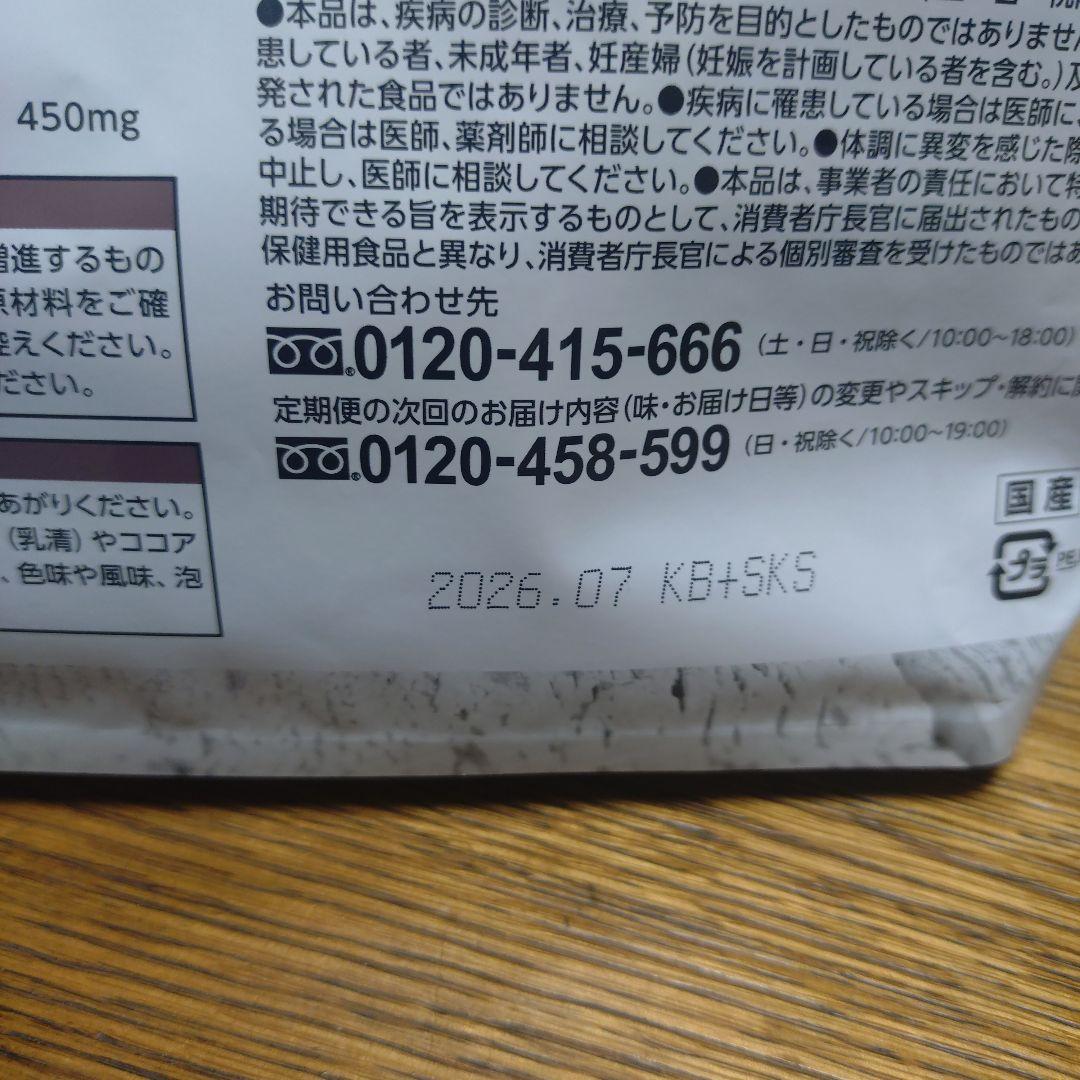 ●本品は、疾病の診断、治療、予防を目的としたものではありません
患している者、未成年者、妊産婦(妊娠を計画している者を含む。)及
発された食品ではありません。●疾病に罹患している場合は医師に、
る場合は医師、薬剤師に相談してください。●体調に異変を感じた際
中止し、医師に相談してください。●本品は、事業者の責任において特
期待できる旨を表示するものとして、消費者庁長官に届出されたもの
保健用食品と異なり、消費者庁長官による個別審査を受けたものではあ
お問い合わせ先
0120-415-666 (土・日・祝除く/10:00~18:00)
定期便の次回のお届け内容(味・お届け日等)の変更やスキップ・解約に
0120-458-599 (日・祝除く/10:00~19:00)
450mg
増進するもの
原材料をご確
控えください。
ださい。
あがりください。
(乳清)やココア
、色味や風味、泡
国産
プラ
2026.07 KB+SKS